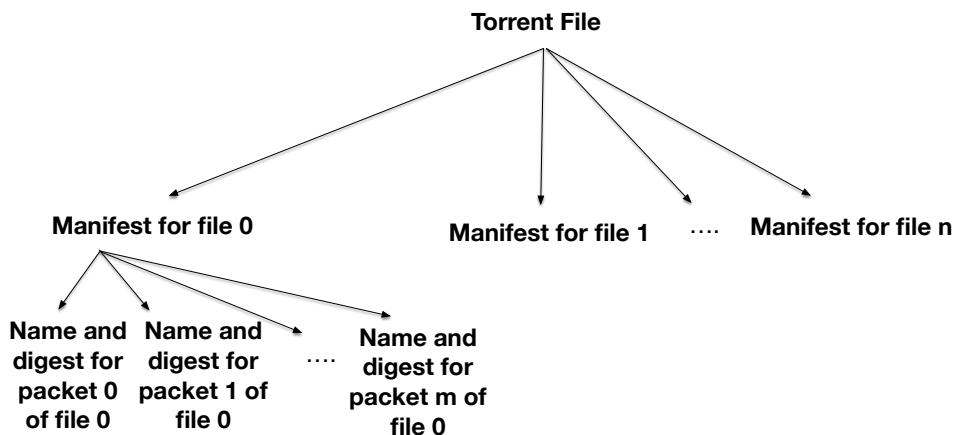 Torrent File
Manifest for file 0
Manifest for file 1
....
Manifest for file n
Name and
digest for
packet 0
of file 0
Name and
digest for
packet 1 of
file 0
....
Name and
digest for
packet m of
file 0